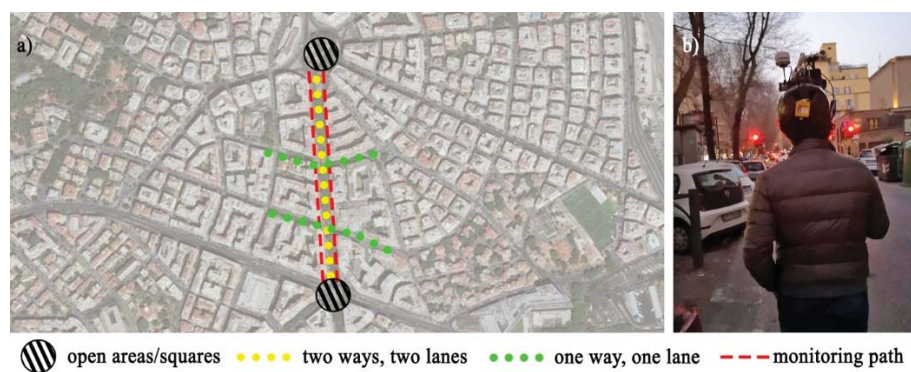 a)
b)
open areas/squares two ways, two lanes one way, one lane monitoring path